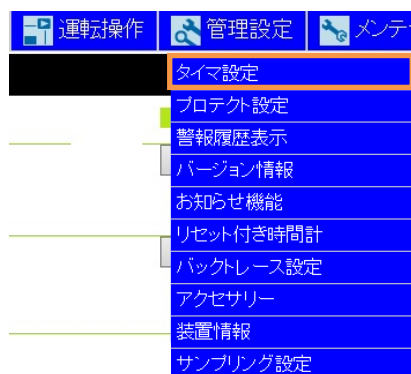 運転操作 管理設定 メンテ
タイマ設定
プロテクト設定
警報履歴表示
バージョン情報
お知らせ機能
リセット付き時間計
バックトレース設定
アクセサリー
装置情報
サンプリング設定